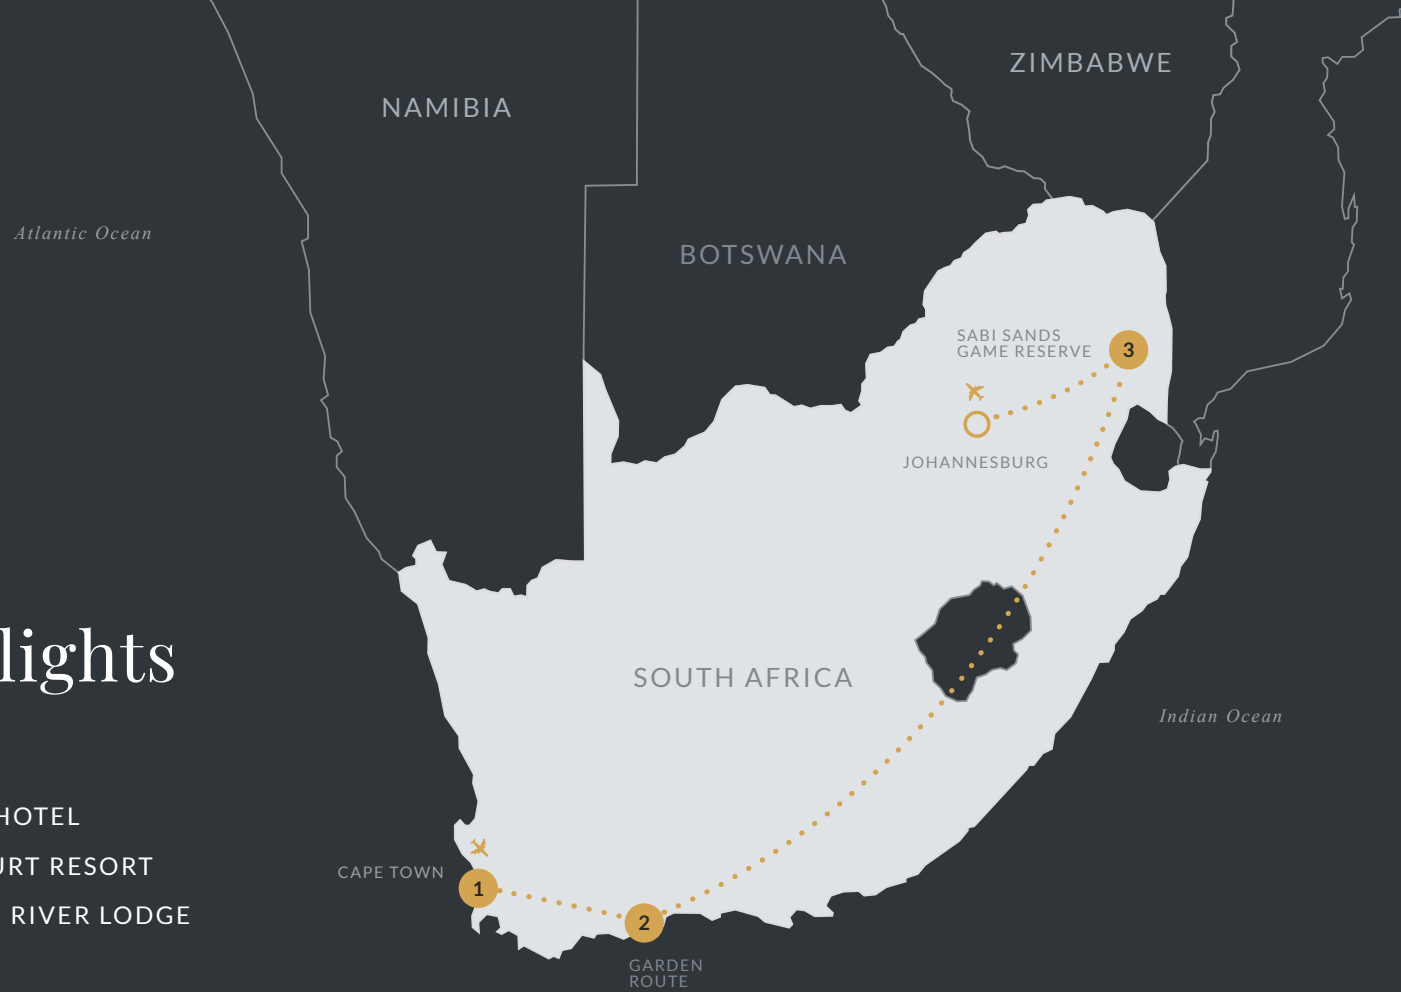 ZIMBABWE
NAMIBIA
Atlantic Ocean
BOTSWANA
SABI SANDS
GAME RESERVE
3
JOHANNESBURG
lights
SOUTH AFRICA
Indian Ocean
HOTEL
URT RESORT
RIVER LODGE
CAPE TOWN
1
2
GARDEN
ROUTE